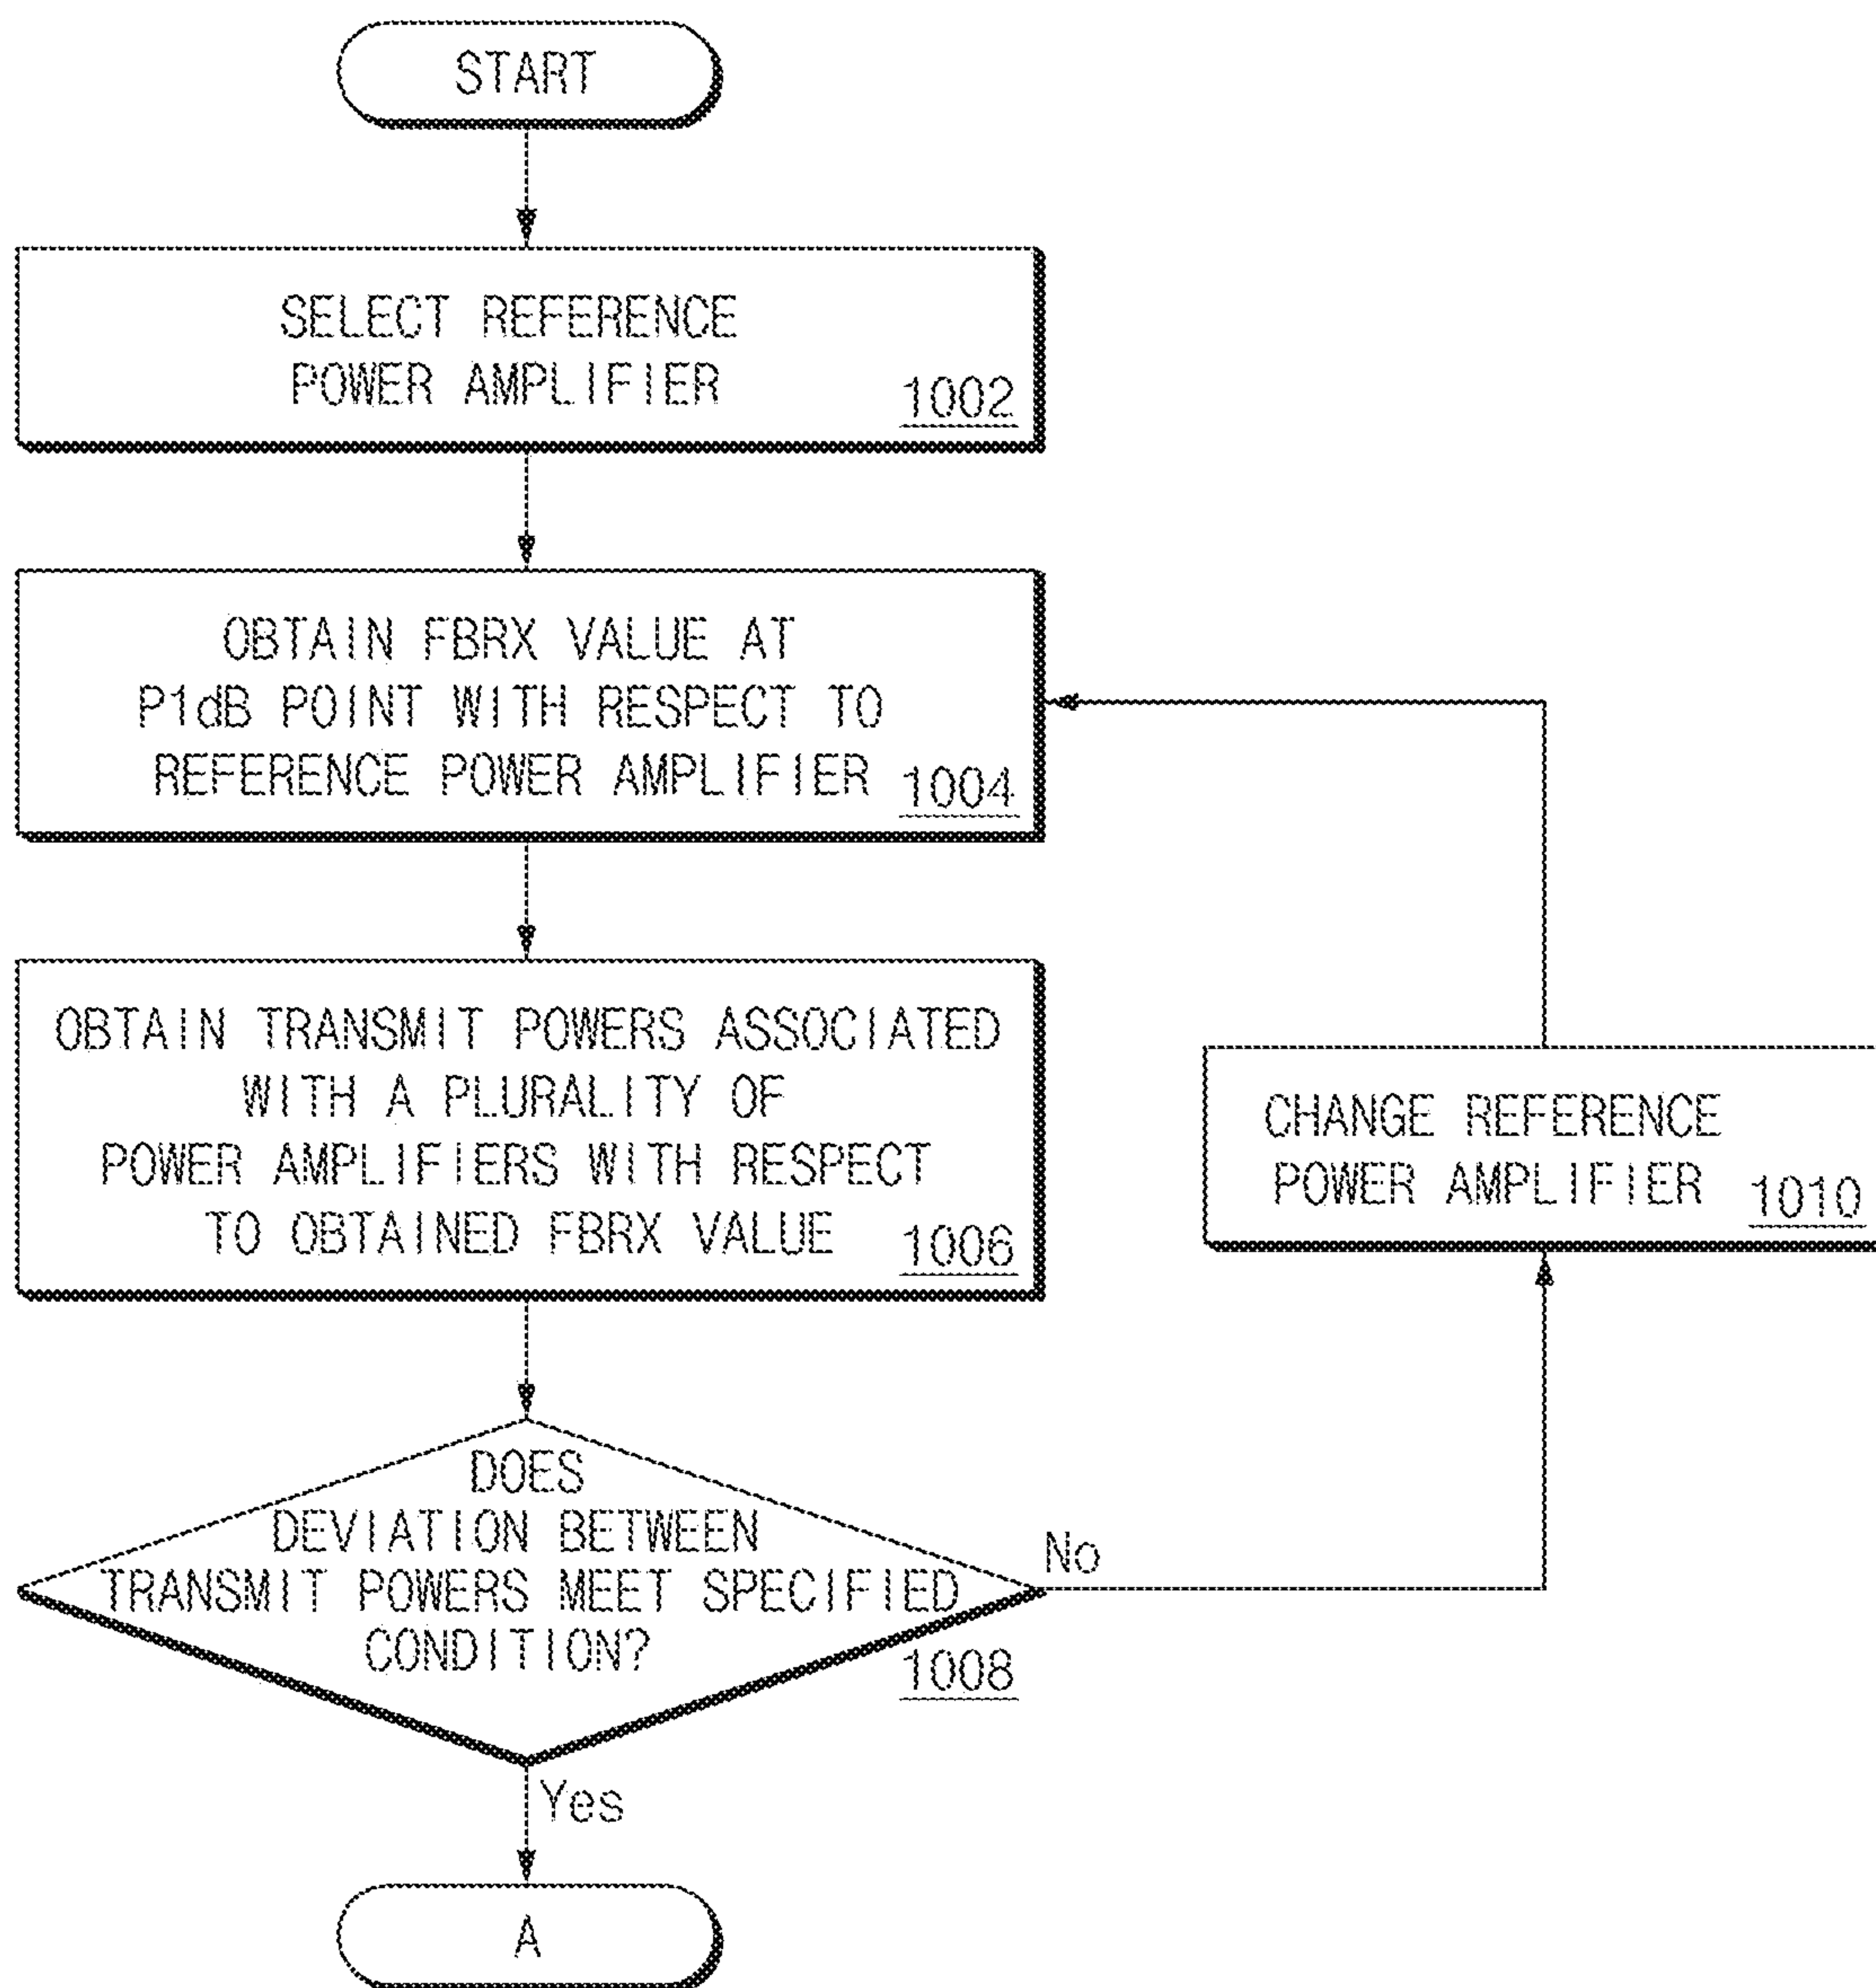 START
SELECT REFERENCE
POWER AMPLIFIER
1002
OBTAIN FBRX VALUE AT
P1dB POINT WITH RESPECT TO
REFERENCE POWER AMPLIFIER
1004
OBTAIN TRANSMIT POWERS ASSOCIATED
WITH A PLURALITY OF
POWER AMPLIFIERS WITH RESPECT
TO OBTAINED FBRX VALUE
1006
CHANGE REFERENCE
POWER AMPLIFIER
1010
DOES
DEVIATION BETWEEN
TRANSMIT POWERS MEET SPECIFIED
CONDITION?
1008
No
Yes
A